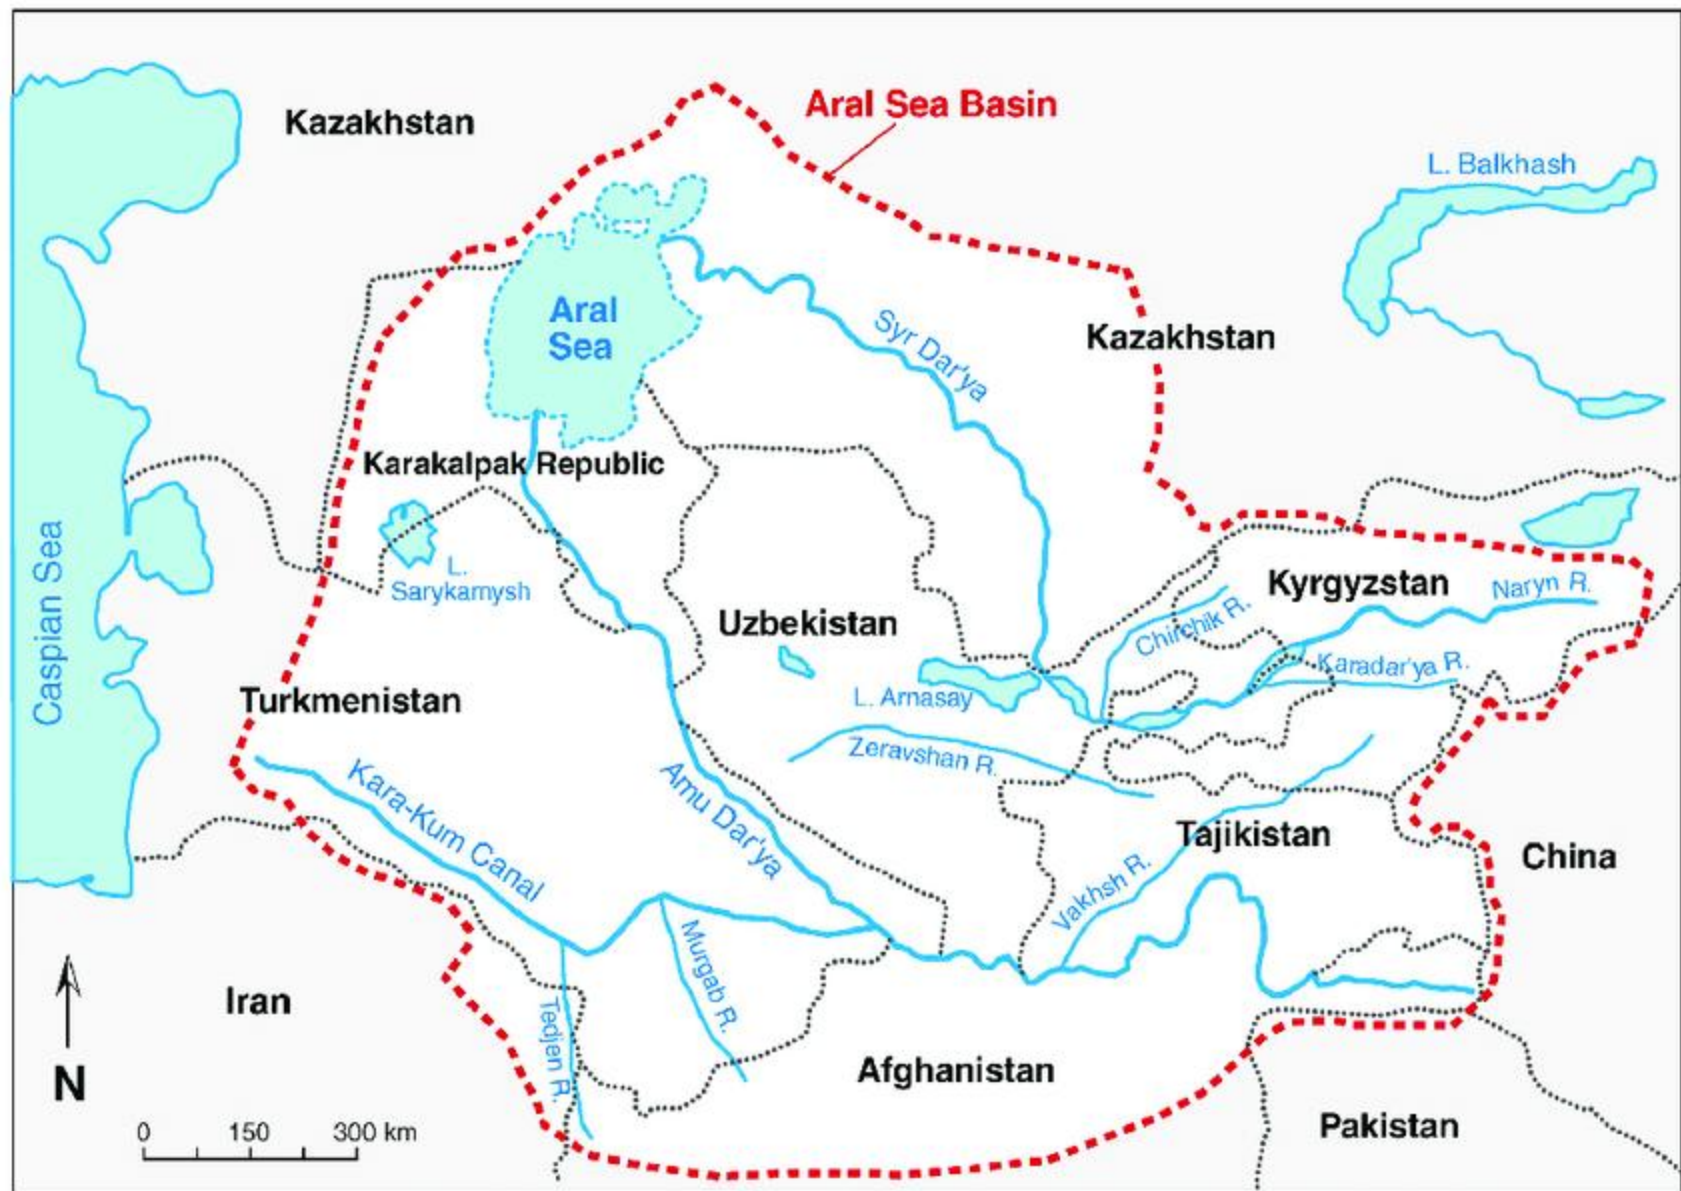 Kazakhstan
Aral Sea Basin
L. Balkhash
Aral
Sea
Syr Dar'ya
Kazakhstan
Karakalpak Republic
Caspian Sea
L.
Sarykamysh
Uzbekistan
Kyrgyzstan
Naryn R.
Chirchik R.
Karadar'ya R.
Turkmenistan
L. Arnasay
Zeravshan R.
Kara-Kum Canal
Amu Dar'ya
Tajikistan
Vakhsh R.
China
Murgab R.
Tedjen R.
Iran
N
Afghanistan
Pakistan
0 150 300 km